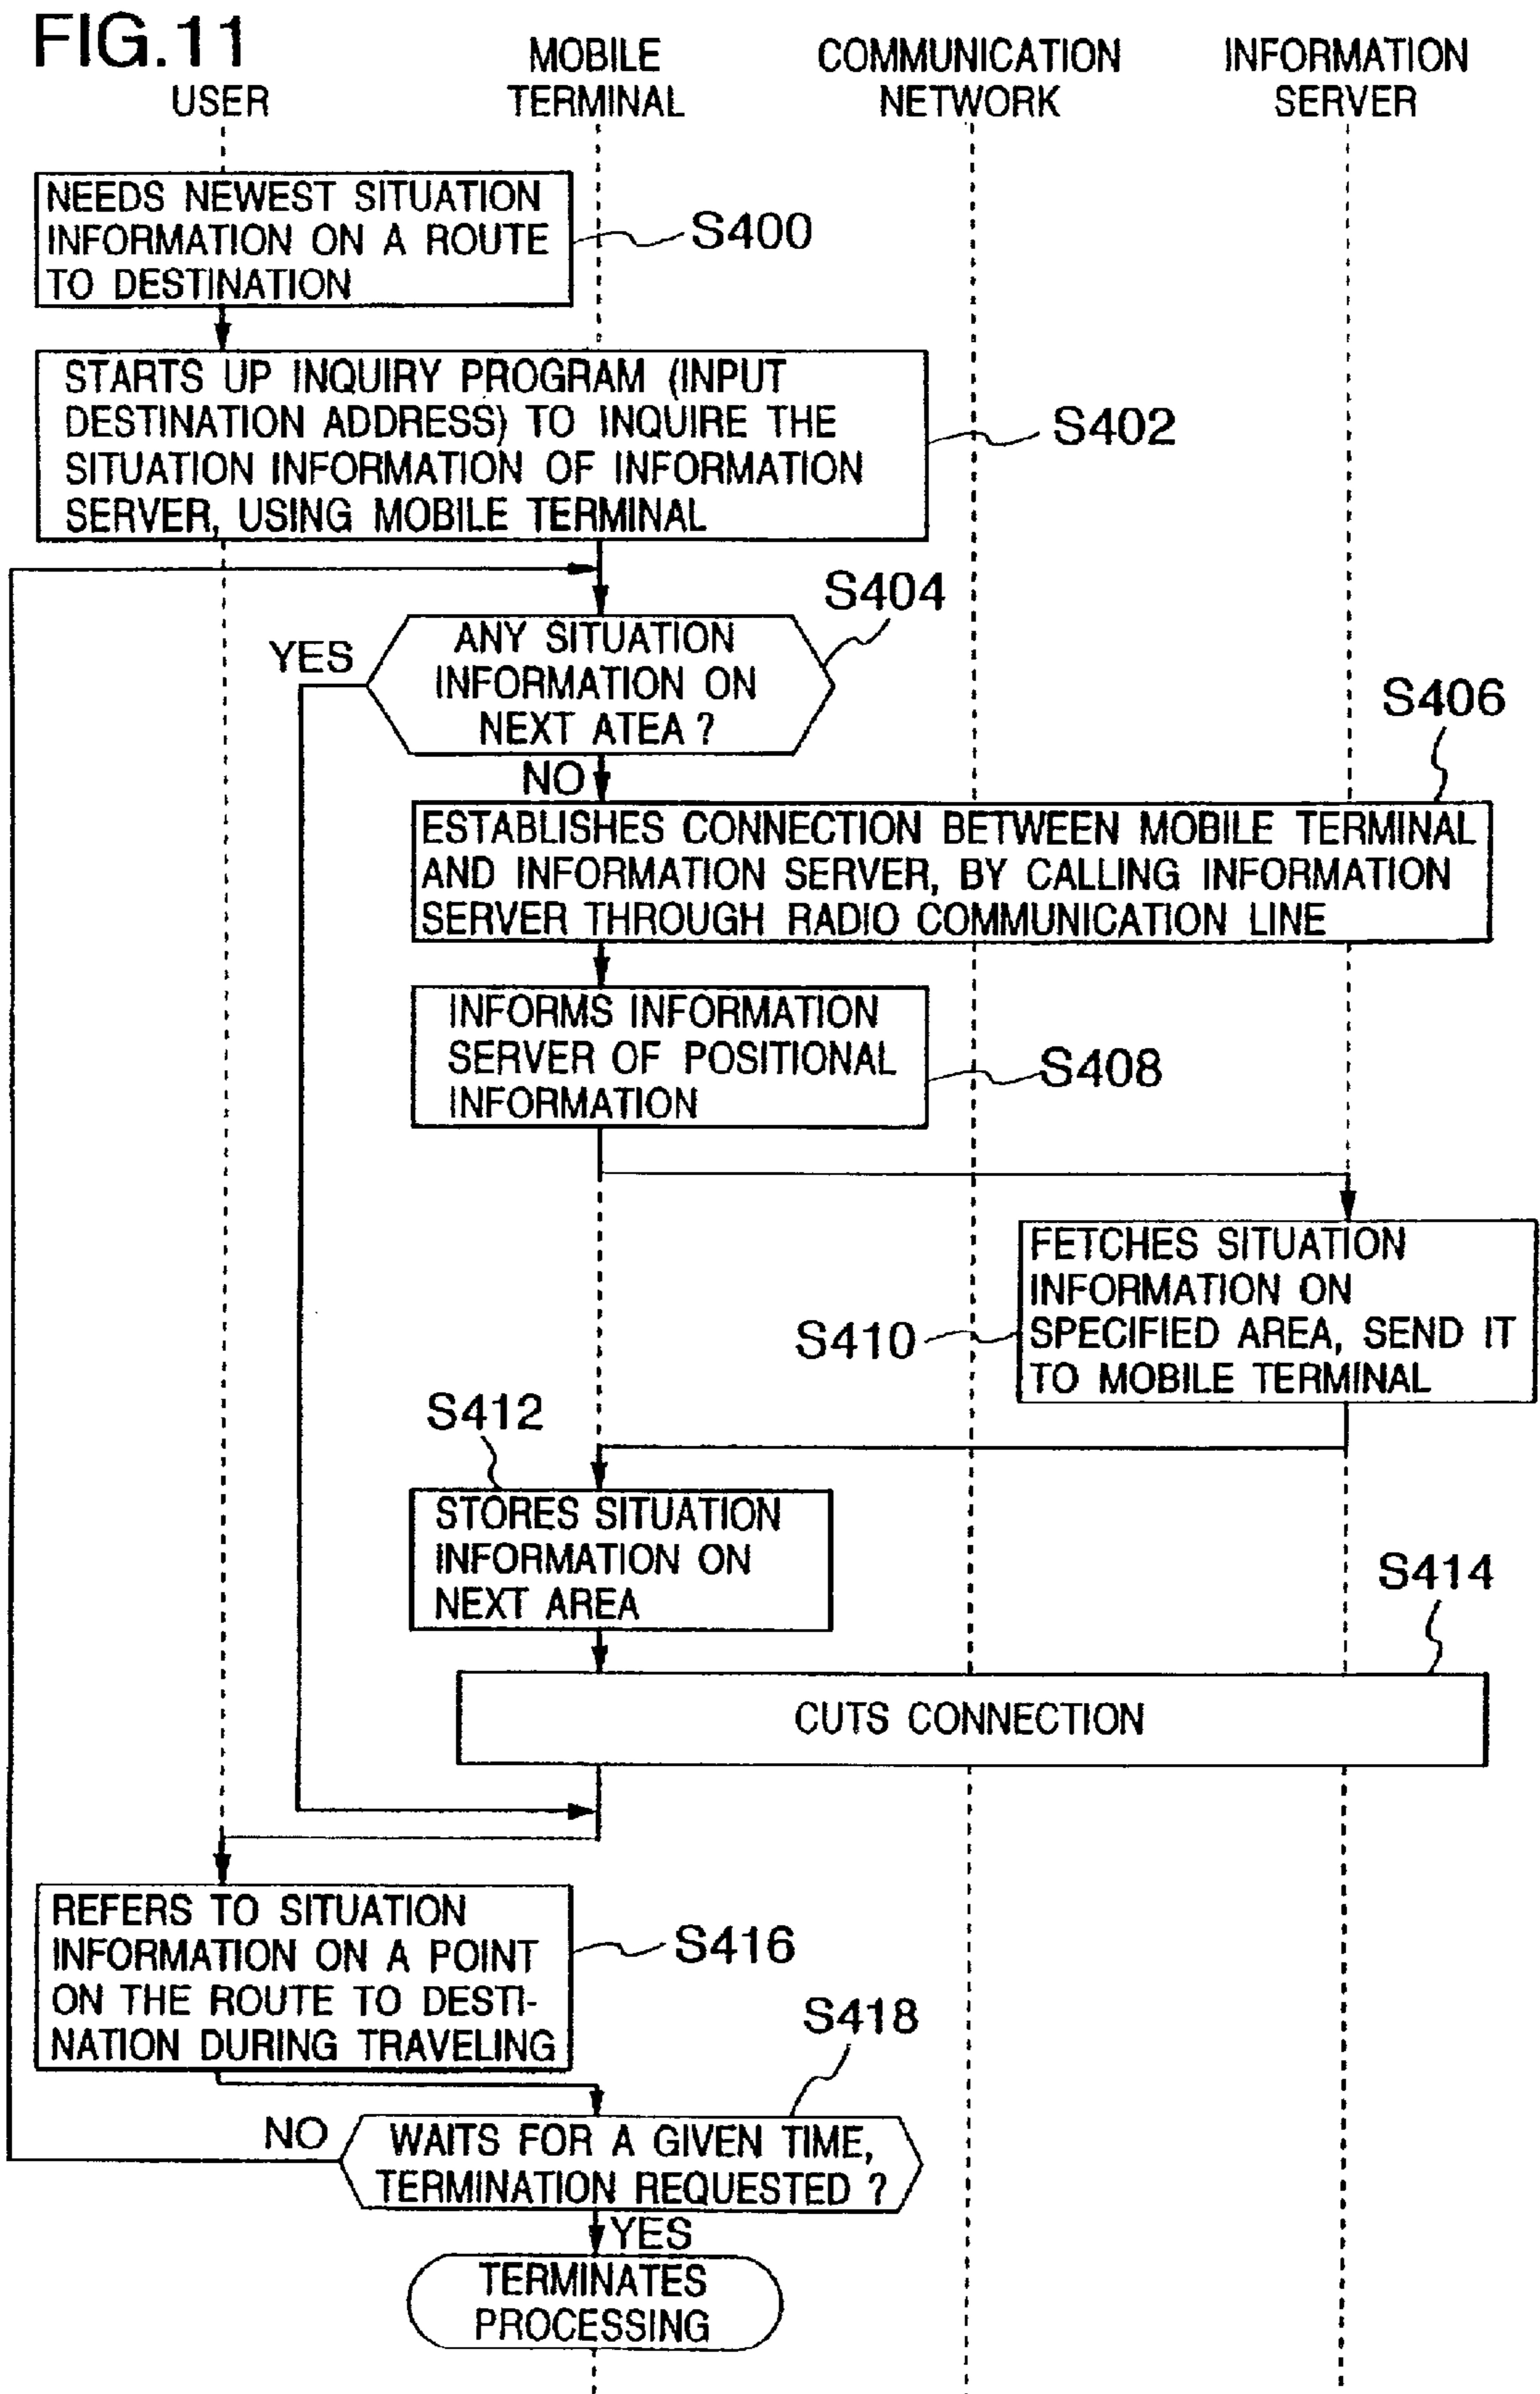 FIG.11
USER
MOBILE
TERMINAL
COMMUNICATION
NETWORK
INFORMATION
SERVER
NEEDS NEWEST SITUATION
INFORMATION ON A ROUTE
TO DESTINATION
S400
STARTS UP INQUIRY PROGRAM (INPUT
DESTINATION ADDRESS) TO INQUIRE THE
SITUATION INFORMATION OF INFORMATION
SERVER, USING MOBILE TERMINAL
S402
S404
YES
ANY SITUATION
INFORMATION ON
NEXT ATEA ?
NO
S406
ESTABLISHES CONNECTION BETWEEN MOBILE TERMINAL
AND INFORMATION SERVER, BY CALLING INFORMATION
SERVER THROUGH RADIO COMMUNICATION LINE
INFORMS INFORMATION
SERVER OF POSITIONAL
INFORMATION
S408
FETCHES SITUATION
INFORMATION ON
SPECIFIED AREA, SEND IT
TO MOBILE TERMINAL
S410
S412
STORES SITUATION
INFORMATION ON
NEXT AREA
S414
CUTS CONNECTION
REFERS TO SITUATION
INFORMATION ON A POINT
ON THE ROUTE TO DESTI-
NATION DURING TRAVELING
S416
S418
NO
WAITS FOR A GIVEN TIME,
TERMINATION REQUESTED ?
YES
TERMINATES
PROCESSING